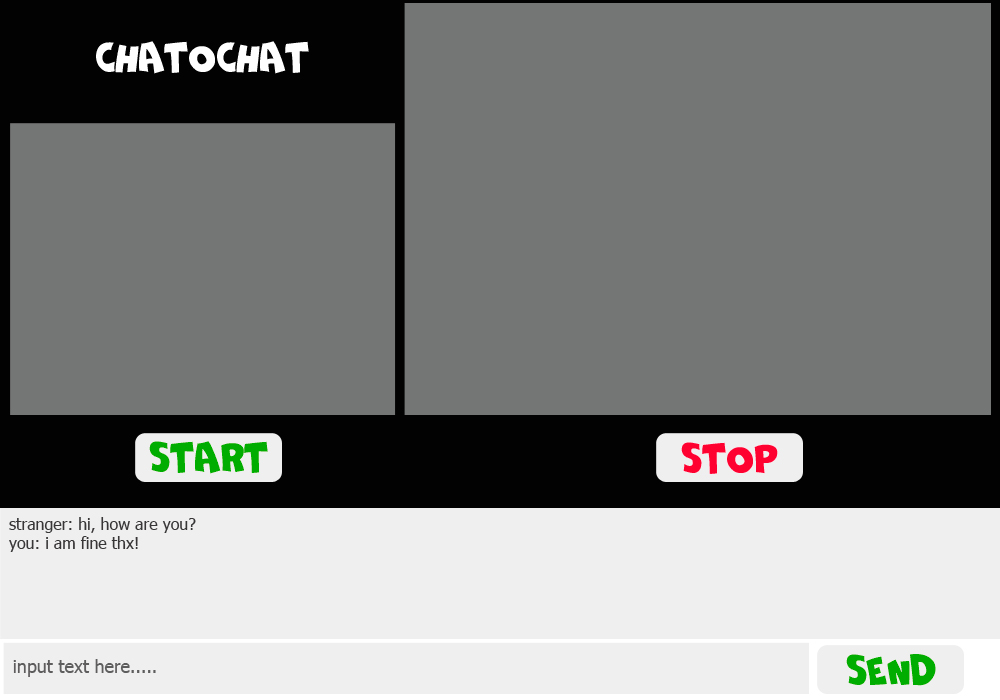 CHATOCHAT
START
STOP
stranger: hi, how are you?
you: i am fine thx!
input text here.....
SEND